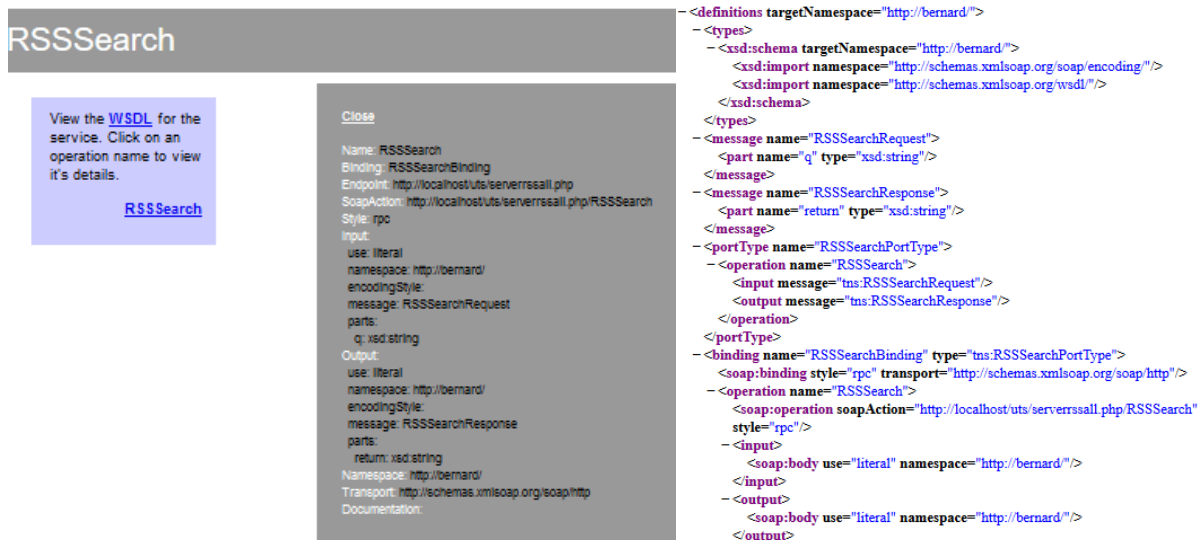 RSSSearch
View the WSDL for the
service. Click on an
operation name to view
it's details.
RSSSearch
Close
Name: RSSSearch
Binding: RSSSearchBinding
Endpoint: http://localhost/uts/serverrssall.php
SoapAction: http://localhost/uts/serverrssall.php/RSSSearch
Style: rpc
Input:
use: literal
namespace: http://bernard/
encodingStyle:
message: RSSSearchRequest
parts:
q: xsd:string
Output:
use: literal
namespace: http://bernard/
encodingStyle:
message: RSSSearchResponse
parts:
return: xsd:string
Namespace: http://bernard/
Transport: http://schemas.xmlsoap.org/soap/http
Documentation:
−<definitions targetNamespace="http://bernard/">
−<types>
−<xsd:schema targetNamespace="http://bernard/">
<xsd:import namespace="http://schemas.xmlsoap.org/soap/encoding/"/>
<xsd:import namespace="http://schemas.xmlsoap.org/wsdl/"/>
</xsd:schema>
</types>
−<message name="RSSSearchRequest">
<part name="q" type="xsd:string"/>
</message>
−<message name="RSSSearchResponse">
<part name="return" type="xsd:string"/>
</message>
−<portType name="RSSSearchPortType">
−<operation name="RSSSearch">
<input message="tns:RSSSearchRequest"/>
<output message="tns:RSSSearchResponse"/>
</operation>
</portType>
−<binding name="RSSSearchBinding" type="tns:RSSSearchPortType">
<soap:binding style="rpc" transport="http://schemas.xmlsoap.org/soap/http"/>
−<operation name="RSSSearch">
<soap:operation soapAction="http://localhost/uts/serverrssall.php/RSSSearch"
style="rpc"/>
−<input>
<soap:body use="literal" namespace="http://bernard/"/>
</input>
−<output>
<soap:body use="literal" namespace="http://bernard/"/>
</output>